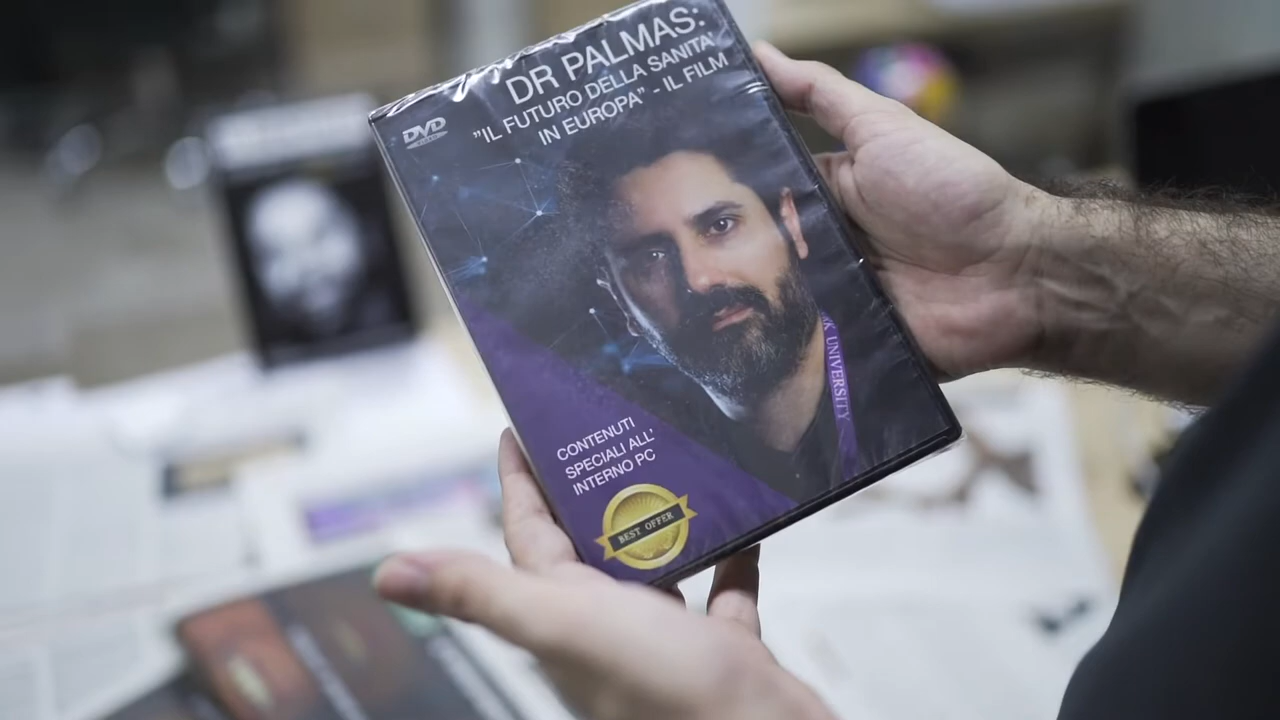 DR PALMAS:
"IL FUTURO DELLA SANITA'
IN EUROPA" - IL FILM
DVD
VIDEO
UNIVERSITY
CONTENUTI
SPECIALI ALL'
INTERNO PC
BEST OFFER